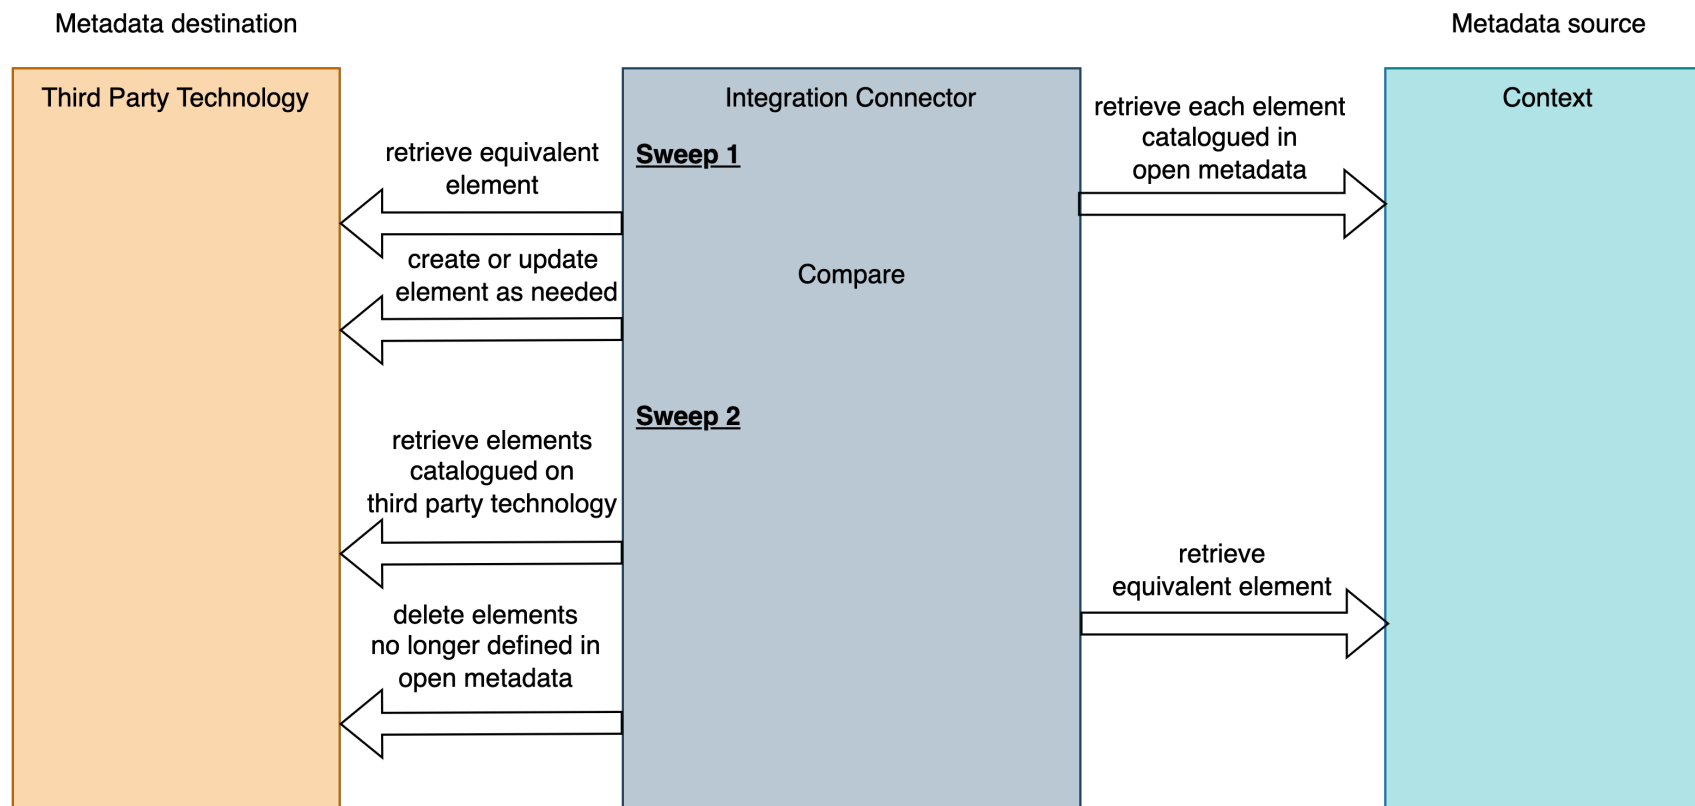 Metadata destination
Metadata source
Third Party Technology
Integration Connector
Context
retrieve each element
catalogued in
open metadata
Sweep 1
retrieve equivalent
element
create or update
element as needed
Compare
Sweep 2
retrieve elements
catalogued on
third party technology
retrieve
equivalent element
delete elements
no longer defined in
open metadata